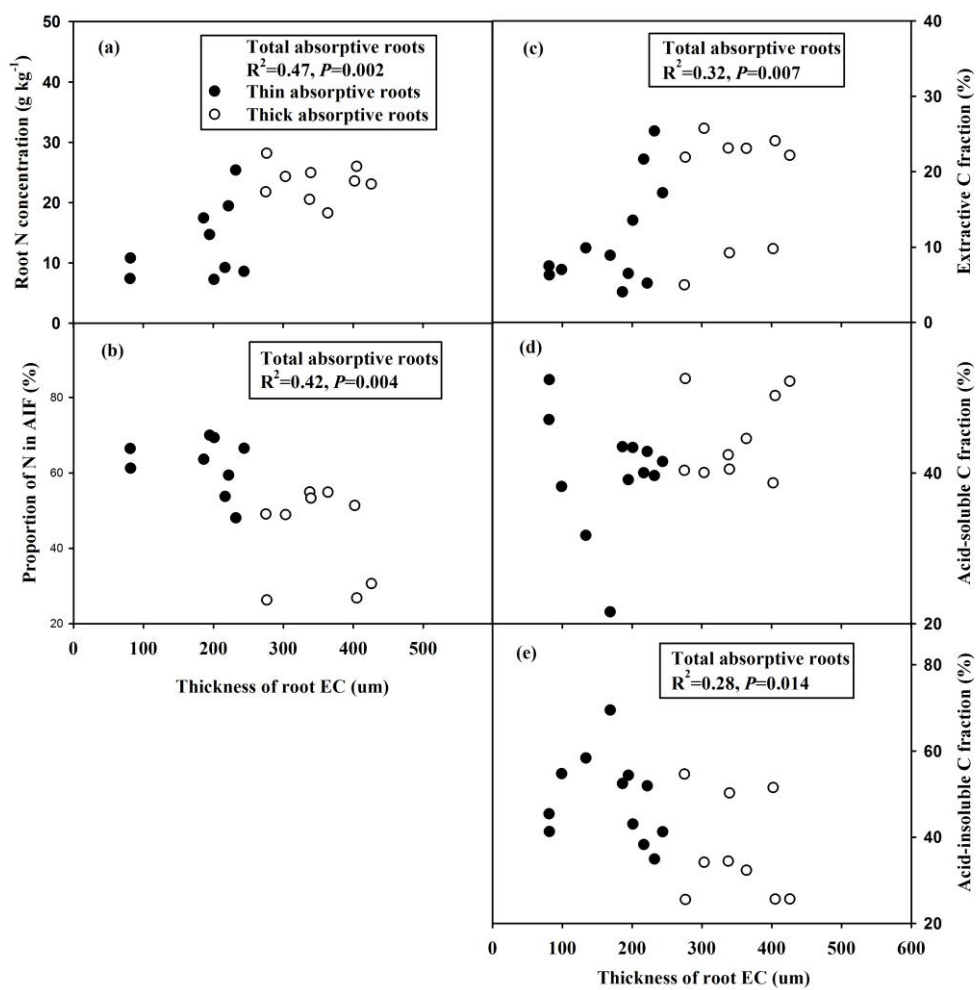 (a)
Total absorptive roots
R²=0.47, P=0.002
Thin absorptive roots
Thick absorptive roots
Root N concentration (g kg⁻¹)
50
40
30
20
10
0
(b)
Total absorptive roots
R²=0.42, P=0.004
Proportion of N in AIF (%)
80
60
40
20
0 100 200 300 400 500
Thickness of root EC (um)
(c)
Total absorptive roots
R²=0.32, P=0.007
40
30
20
10
0
Extractive C fraction (%)
(d)
40
20
Acid-soluble C fraction (%)
(e)
Total absorptive roots
R²=0.28, P=0.014
80
60
40
20
Acid-insoluble C fraction (%)
0 100 200 300 400 500 600
Thickness of root EC (um)